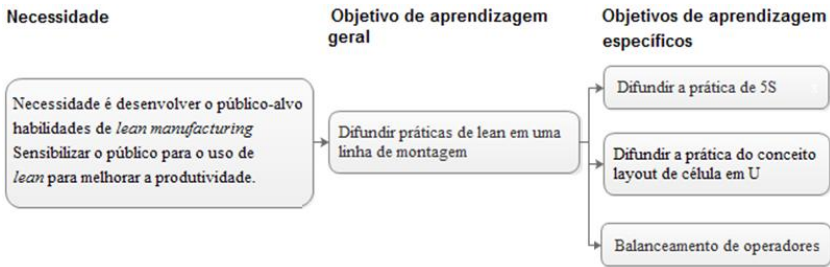 Necessidade
Objetivo de aprendizagem
geral
Objetivos de aprendizagem
específicos
Necessidade é desenvolver o público-alvo
habilidades de lean manufacturing
Sensibilizar o público para o uso de
lean para melhorar a produtividade.
Difundir práticas de lean em uma
linha de montagem
Difundir a prática de 5S
Difundir a prática do conceito
layout de célula em U
Balanceamento de operadores